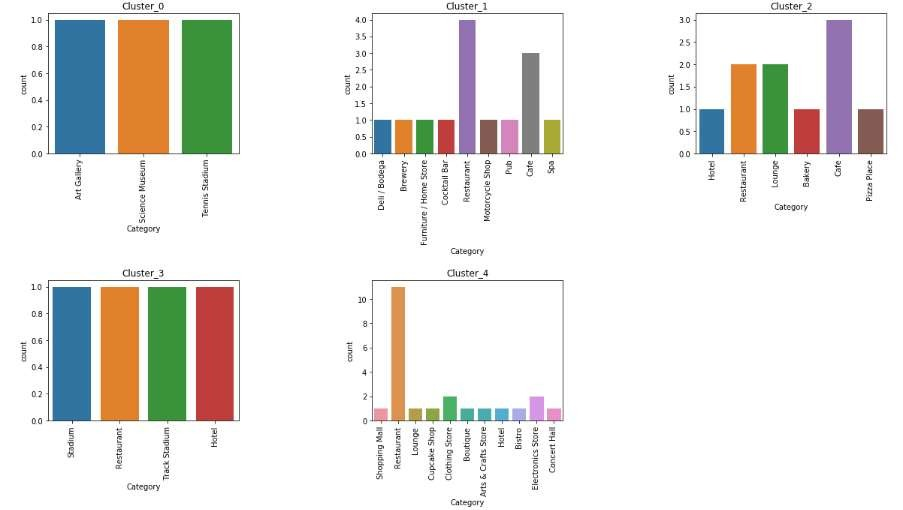 Cluster_0
count
1.0
0.8
0.6
0.4
0.2
0.0
Art Gallery
Science Museum
Tennis Stadium
Category
Cluster_1
count
4.0
3.5
3.0
2.5
2.0
1.5
1.0
0.5
0.0
Deli / Bodega
Brewery
Furniture / Home Store
Cocktail Bar
Restaurant
Motorcycle Shop
Pub
Cafe
Spa
Category
Cluster_2
count
3.0
2.5
2.0
1.5
1.0
0.5
0.0
Hotel
Restaurant
Lounge
Bakery
Cafe
Pizza Place
Category
Cluster_3
count
1.0
0.8
0.6
0.4
0.2
0.0
Stadium
Restaurant
Track Stadium
Hotel
Category
Cluster_4
count
10
8
6
4
2
0
Shopping Mall
Restaurant
Lounge
Cupcake Shop
Clothing Store
Boutique
Arts & Crafts Store
Hotel
Bistro
Electronics Store
Concert Hall
Category